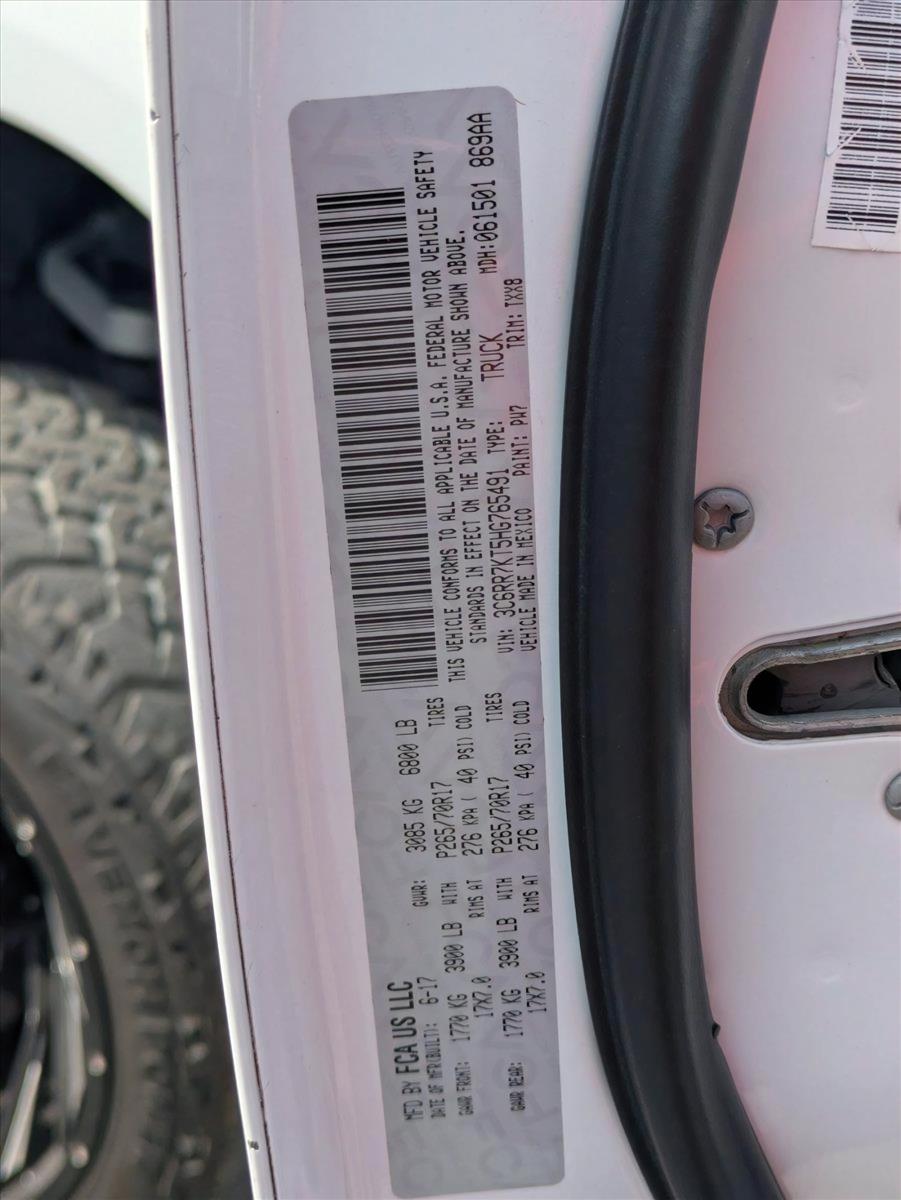 MFD BY FCA US LLC
DATE OF MFR(BUILT): 6-17 GVWR: 3085 KG 6800 LB
GAWR FRONT: 1770 KG 3900 LB WITH P265/70R17 TIRES
17X7.0 RIMS AT 276 KPA ( 40 PSI) COLD
GAWR REAR: 1770 KG 3900 LB WITH P265/70R17 TIRES
17X7.0 RIMS AT 276 KPA ( 40 PSI) COLD
THIS VEHICLE CONFORMS TO ALL APPLICABLE U.S.A. FEDERAL MOTOR VEHICLE SAFETY
STANDARDS IN EFFECT ON THE DATE OF MANUFACTURE SHOWN ABOVE.
VIN: 3C6RR7KT5HG765491 TYPE: TRUCK MDH:061501 869AA
VEHICLE MADE IN MEXICO PAINT: PW7 TRIM: TXX8